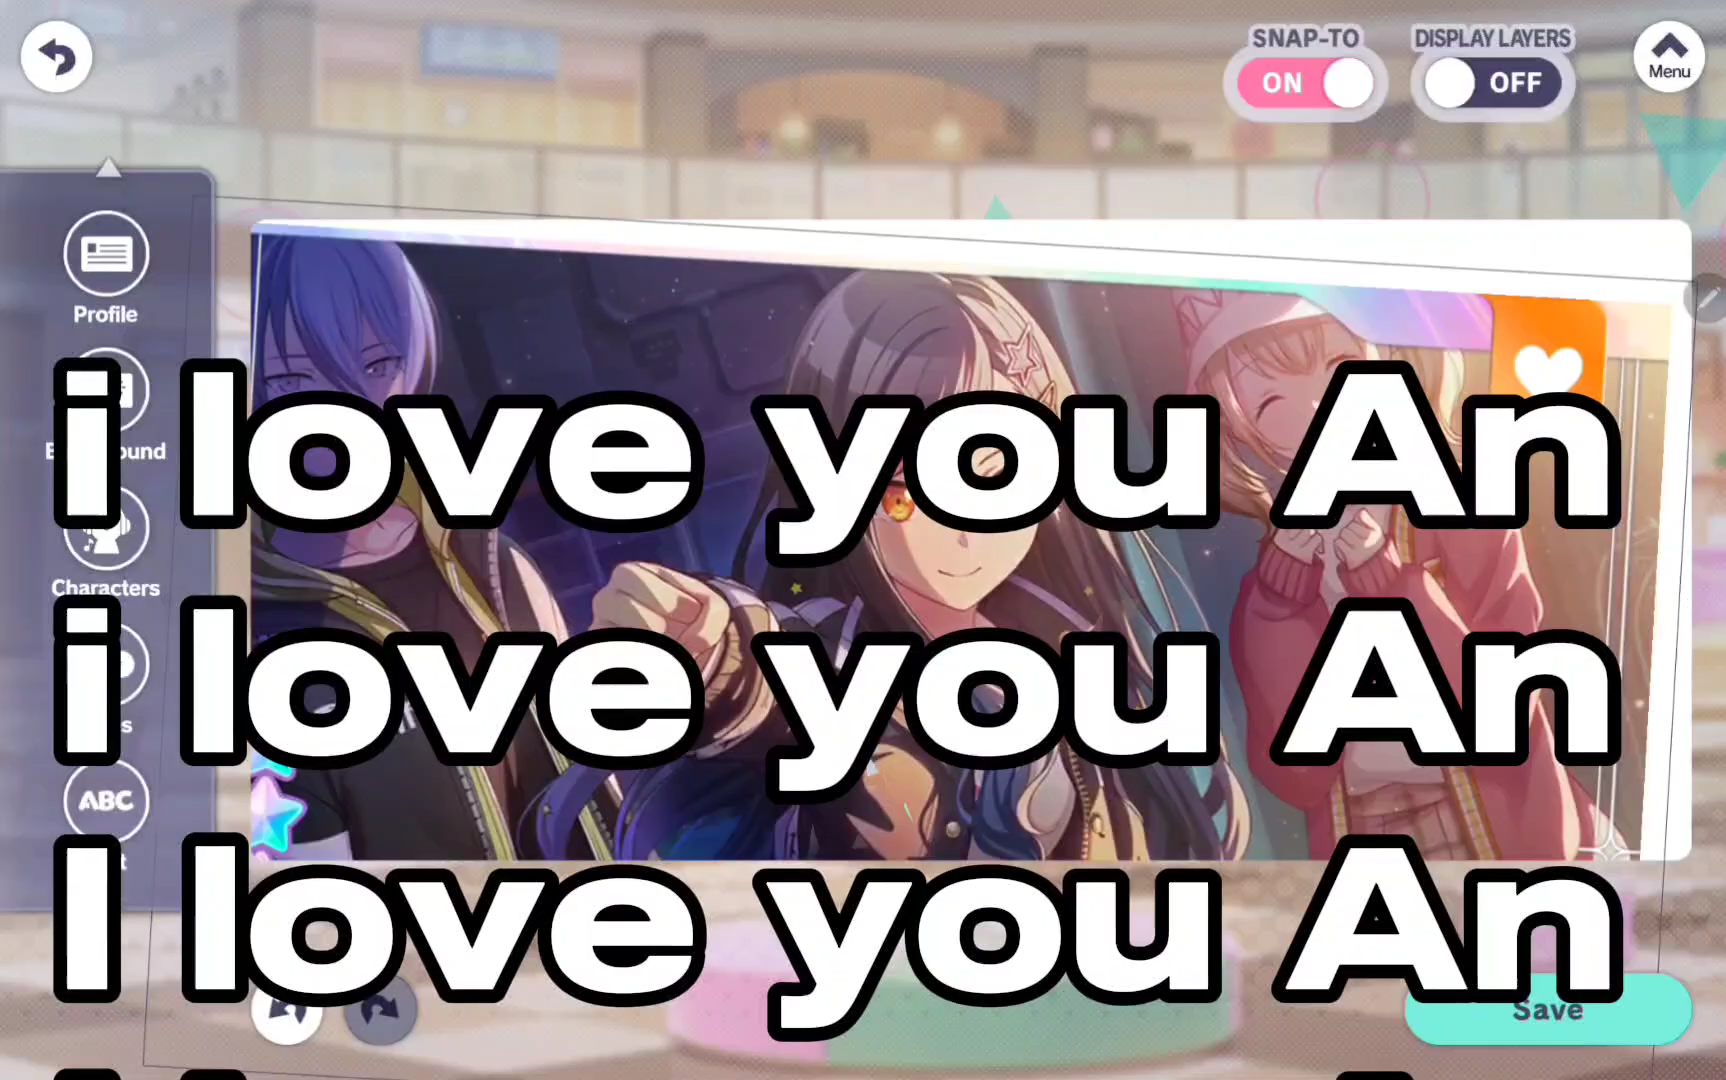 SNAP-TO
DISPLAY LAYERS
ON
OFF
Menu
Profile
i love you An
Characters
i love you An
ABC
I love you An
Save